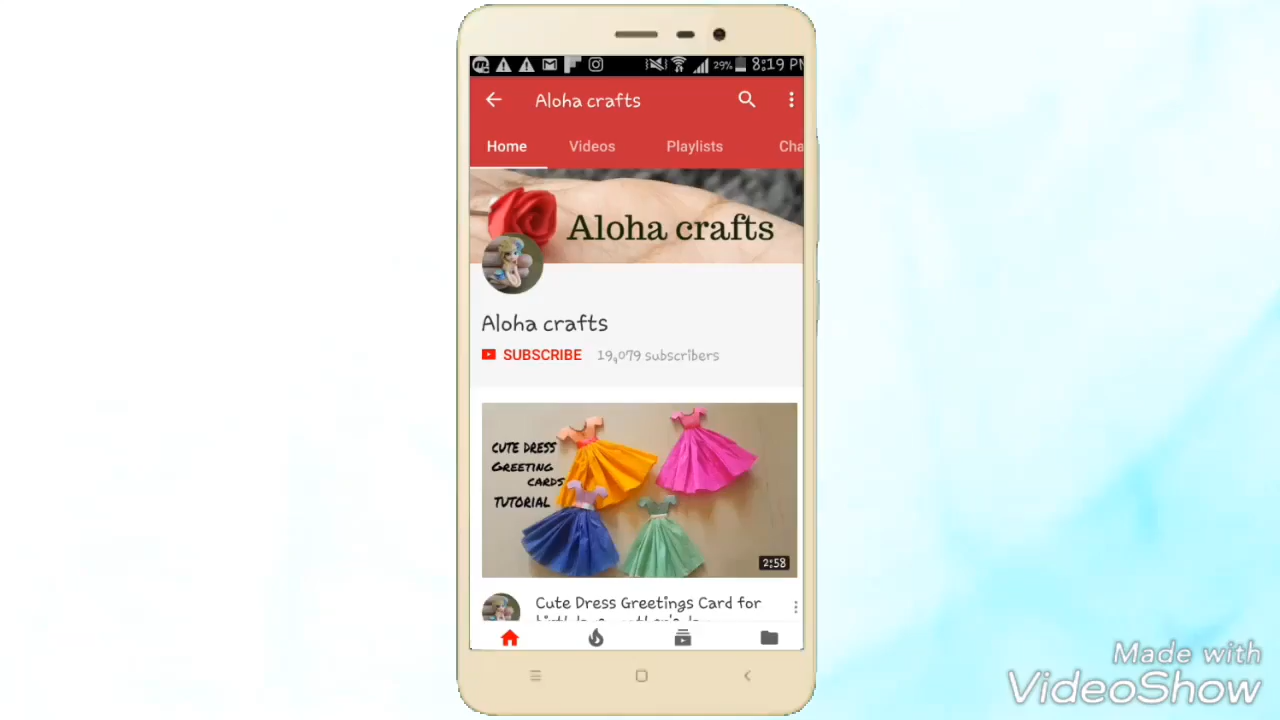 29% 8:19 PM
Aloha crafts
Home Videos Playlists Cha
Aloha crafts
Aloha crafts
SUBSCRIBE 19,079 subscribers
CUTE DRESS
GREETING
CARDS
TUTORIAL
2:58
Cute Dress Greetings Card for
Made with
VideoShow